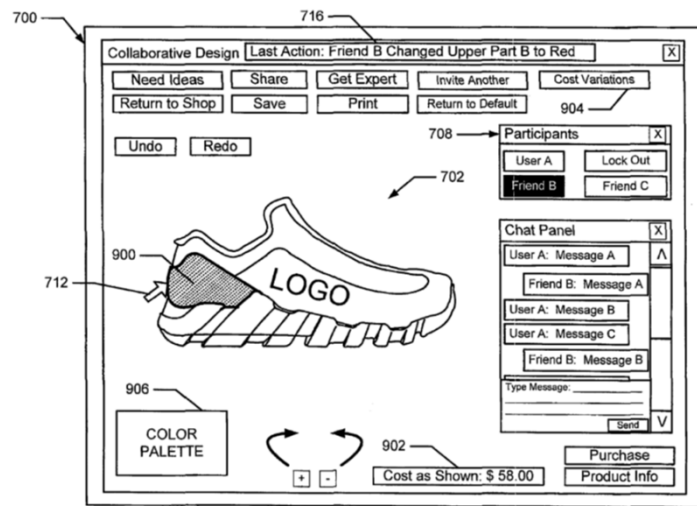 700
716
Collaborative Design Last Action: Friend B Changed Upper Part B to Red X
Need Ideas Share Get Expert Invite Another Cost Variations
Return to Shop Save Print Return to Default
904
708
Participants X
Undo Redo
User A Lock Out
702
Friend B Friend C
Chat Panel X
900
User A: Message A
712
LOGO
Friend B: Message A
User A: Message B
User A: Message C
Friend B: Message B
906
Type Message:
COLOR
PALETTE
Send
902
Purchase
+ -
Cost as Shown: $ 58.00
Product Info